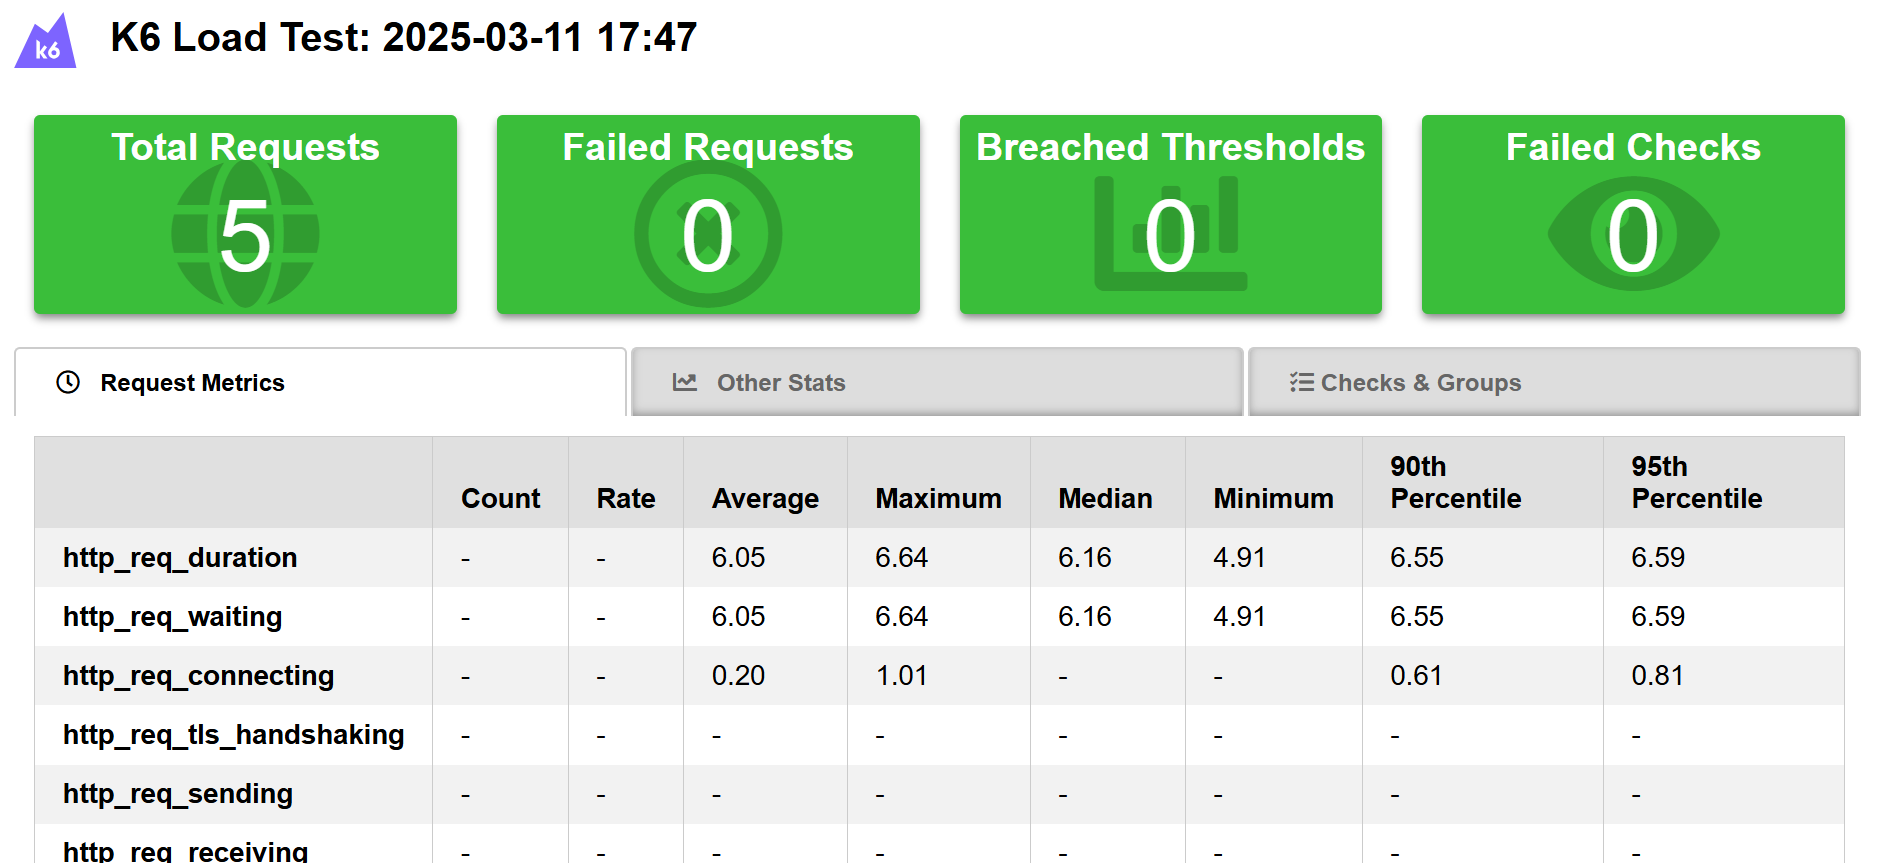 k6
K6 Load Test: 2025-03-11 17:47
Total Requests
5
Failed Requests
0
Breached Thresholds
0
Failed Checks
0
Request Metrics
Other Stats
Checks & Groups
Count Rate Average Maximum Median Minimum 90th Percentile 95th Percentile
http_req_duration - - 6.05 6.64 6.16 4.91 6.55 6.59
http_req_waiting - - 6.05 6.64 6.16 4.91 6.55 6.59
http_req_connecting - - 0.20 1.01 - - 0.61 0.81
http_req_tls_handshaking - - - - - - - -
http_req_sending - - - - - - - -
http_req_receiving - - - - - - - -